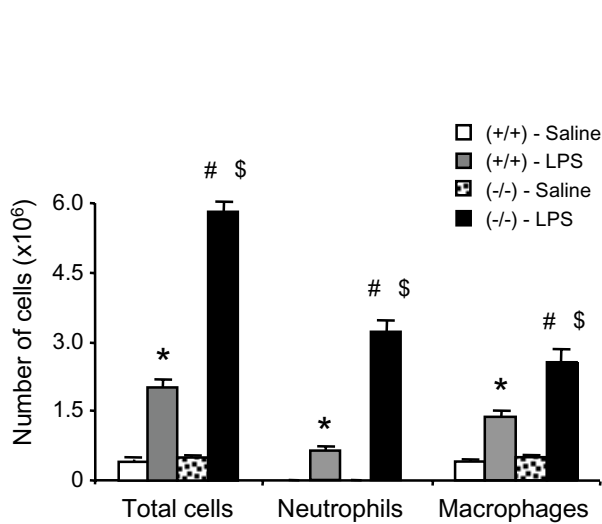 (+/+) - Saline
(+/+) - LPS
(-/-) - Saline
(-/-) - LPS
Number of cells (x10⁶)
6.0
4.5
3.0
1.5
0
# $
*
# $
*
# $
*
Total cells Neutrophils Macrophages